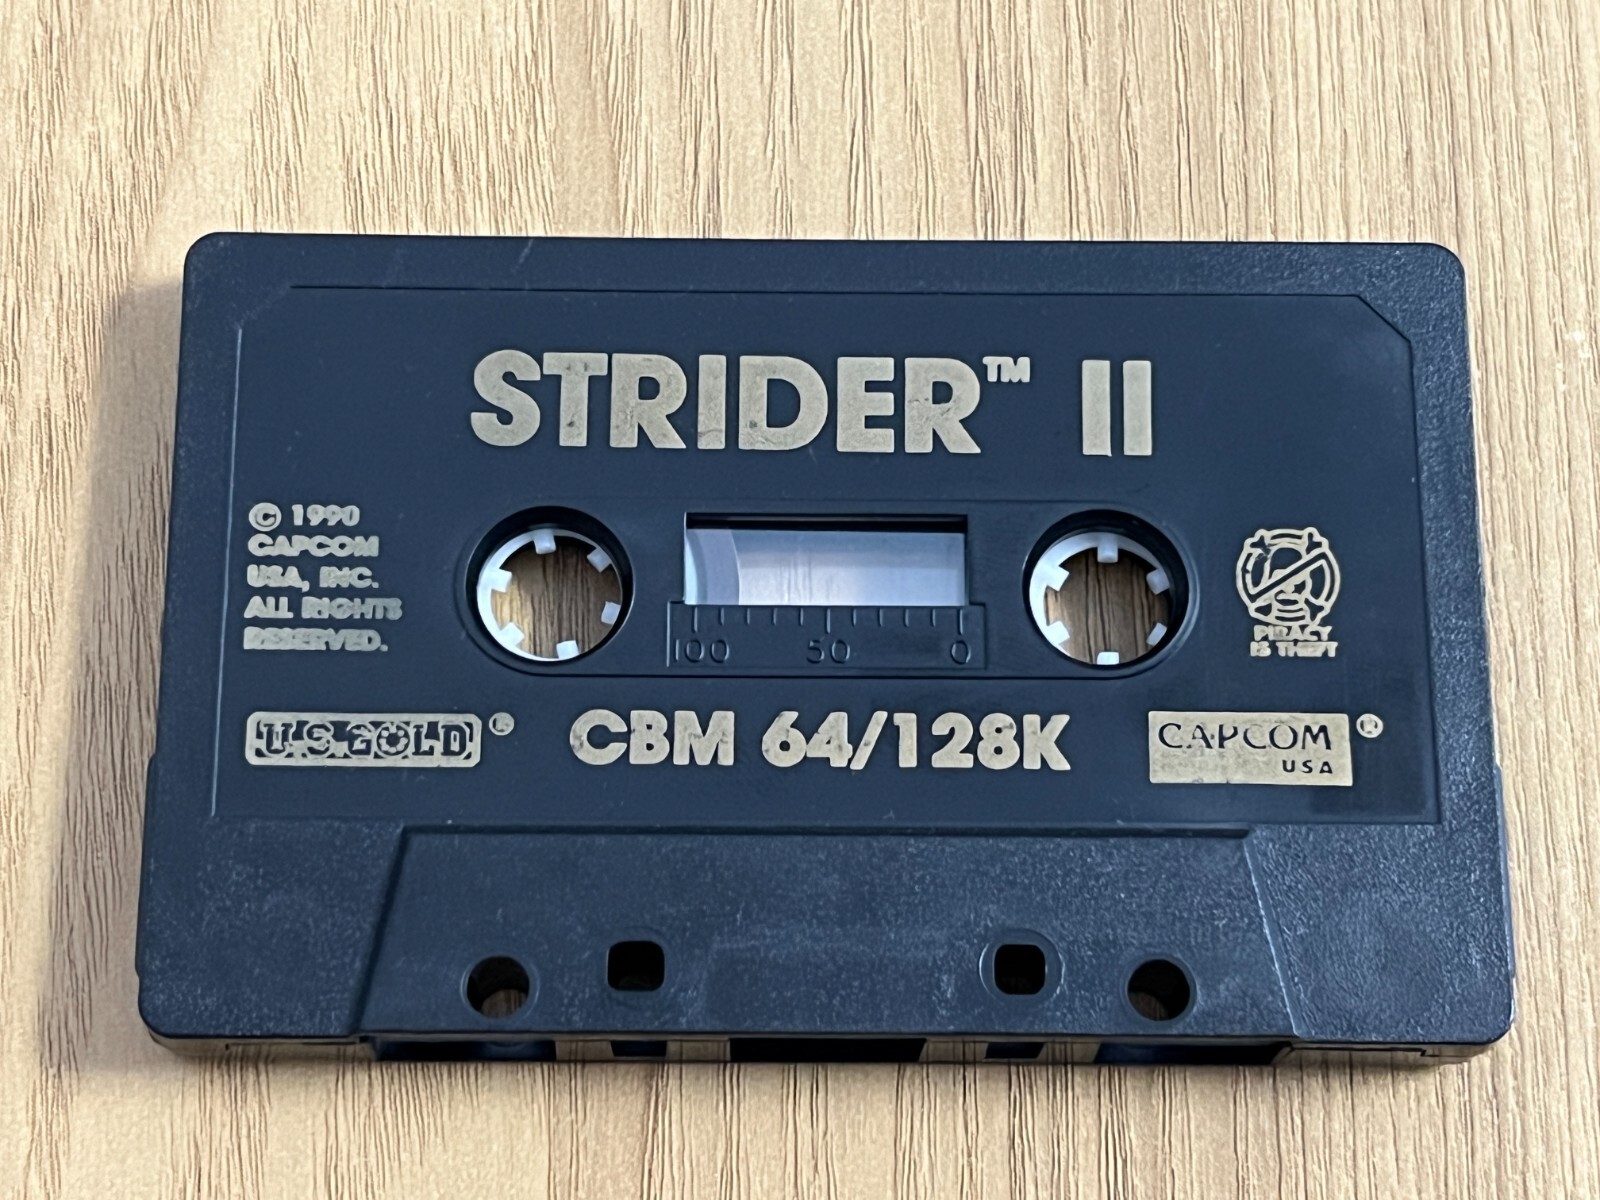 STRIDER™ II
© 1990
CAPCOM
USA, INC.
ALL RIGHTS
RESERVED.
100 50 0
PIRACY
IS THEFT
U.S. GOLD ®
CBM 64/128K
CAPCOM ®
USA